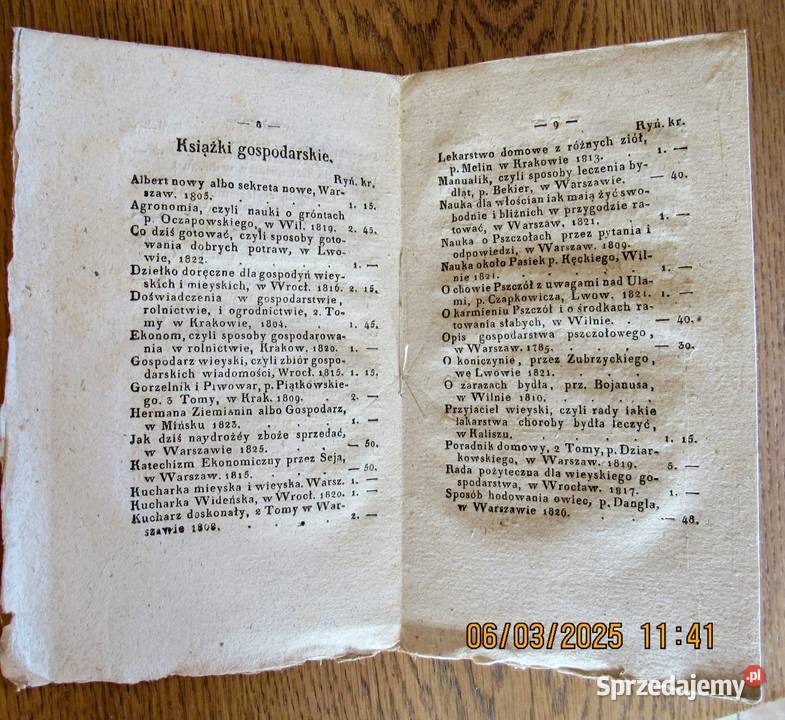 — 8 —
Książki gospodarskie.
Ryń. kr.
Albert nowy albo sekreta nowe, War-
szaw. 1805. . . . . 1. 15.
Agronomia, czyli nauki o gróntach
p. Oczapowskiego, w Wil. 1819. 2. 45.
Co dziś gotować, czyli sposoby goto-
wania dobrych potraw, w Lwo-
wie, 1822. . . . . 1. —
Dziełko doręczne dla gospodyń wiey-
skich i mieyskich, w Wrocł. 1816. 2. 15.
Doświadczenia w gospodarstwie,
rolnictwie, i ogrodnictwie, 2. To-
my w Krakowie, 1804. . . 1. 45.
Ekonom, czyli sposoby gospodarowa-
nia w rolnictwie, Krakow. 1820. 1. —
Gospodarz wieyski, czyli zbiór gospo-
darskich wiadomości, Wrocł. 1815. 1. 15.
Gorzelnik i Piwowar, p. Piątkowskie-
go. 3 Tomy, w Krak. 1809. . 2. —
Hermana Ziemianin albo Gospodarz,
w Mińsku 1823. . . . 1. —
Jak dziś naydrożéy zboże sprzedać,
w Warszawie 1825. . . . — 50.
Katechizm Ekonomiczny przez Seja,
w Warszaw. 1815. . . . — 50.
Kucharka mieyska i wieyska. Warsz. 1. —
Kucharka Wideńska, w Wrocł. 1820. 1. —
Kucharz doskonały, 2 Tomy w War-
szawie 1808. . . . . 2. —
— 9 —
Ryń. kr.
Lekarstwo domowe z różnych ziół,
p. Melin w Krakowie 1813. . 1. —
Manualik, czyli sposoby leczenia by-
dląt, p. Bekier, w Warszawie. — 40.
Nauka dla włościan iak maią żyć swo-
bodnie i bliźnich w przygodzie ra-
tować, w Warszaw. 1821. . 1. —
Nauka o Pszczołach przez pytania i
odpowiedzi, w Warszaw. 1809.
Nauka około Pasiek p. Kęckiego, Wil-
nie 1821. . . . . 1. —
O chowie Pszczół z uwagami nad Ula-
mi, p. Czapkowicza, Lwow. 1821. 1. —
O karmieniu Pszczół i o środkach ra-
towania słabych, w Wilnie. . — 40.
Opis gospodarstwa pszczołowego,
w Warszaw. 1785. . . . — 30.
O koniczynie, przez Zubrzyckiego,
we Lwowie 1821. . . .
O zarazach bydła, prz. Bojanusa,
w Wilnie 1810. . . . .
Przyiaciel wieyski, czyli rady iakie
lakarstwa choroby bydła leczyć,
w Kaliszu. . . . . 1. 15.
Poradnik domowy, 2 Tomy, p. Dziar-
kowskiego, w Warszaw. 1819. 3. —
Rada pożyteczna dla wieyskiego go-
spodarstwa, w Wrocław. 1817. 1. —
Sposób hodowania owiec, p. Dangla,
w Warszawie 1826. . . . — 48.
06/03/2025 11:41
Sprzedajemy.pl